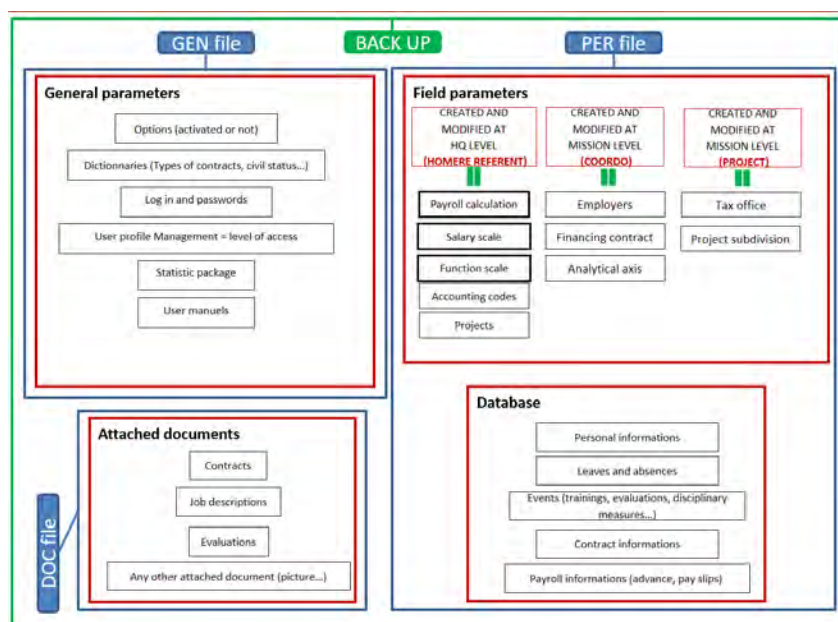 GEN file
BACK UP
PER file
General parameters
Options (activated or not)
Dictionnaries (Types of contracts, civil status...)
Log in and passwords
User profile Management = level of access
Statistic package
User manuels
Field parameters
CREATED AND
MODIFIED AT
HQ LEVEL
(HOMERE REFERENT)
CREATED AND
MODIFIED AT
MISSION LEVEL
(COORDO)
CREATED AND
MODIFIED AT
MISSION LEVEL
(PROJECT)
Payroll calculation
Salary scale
Function scale
Accounting codes
Projects
Employers
Financing contract
Analytical axis
Tax office
Project subdivision
DOC file
Attached documents
Contracts
Job descriptions
Evaluations
Any other attached document (picture...)
Database
Personal informations
Leaves and absences
Events (trainings, evaluations, disciplinary
measures...)
Contract informations
Payroll informations (advance, pay slips)